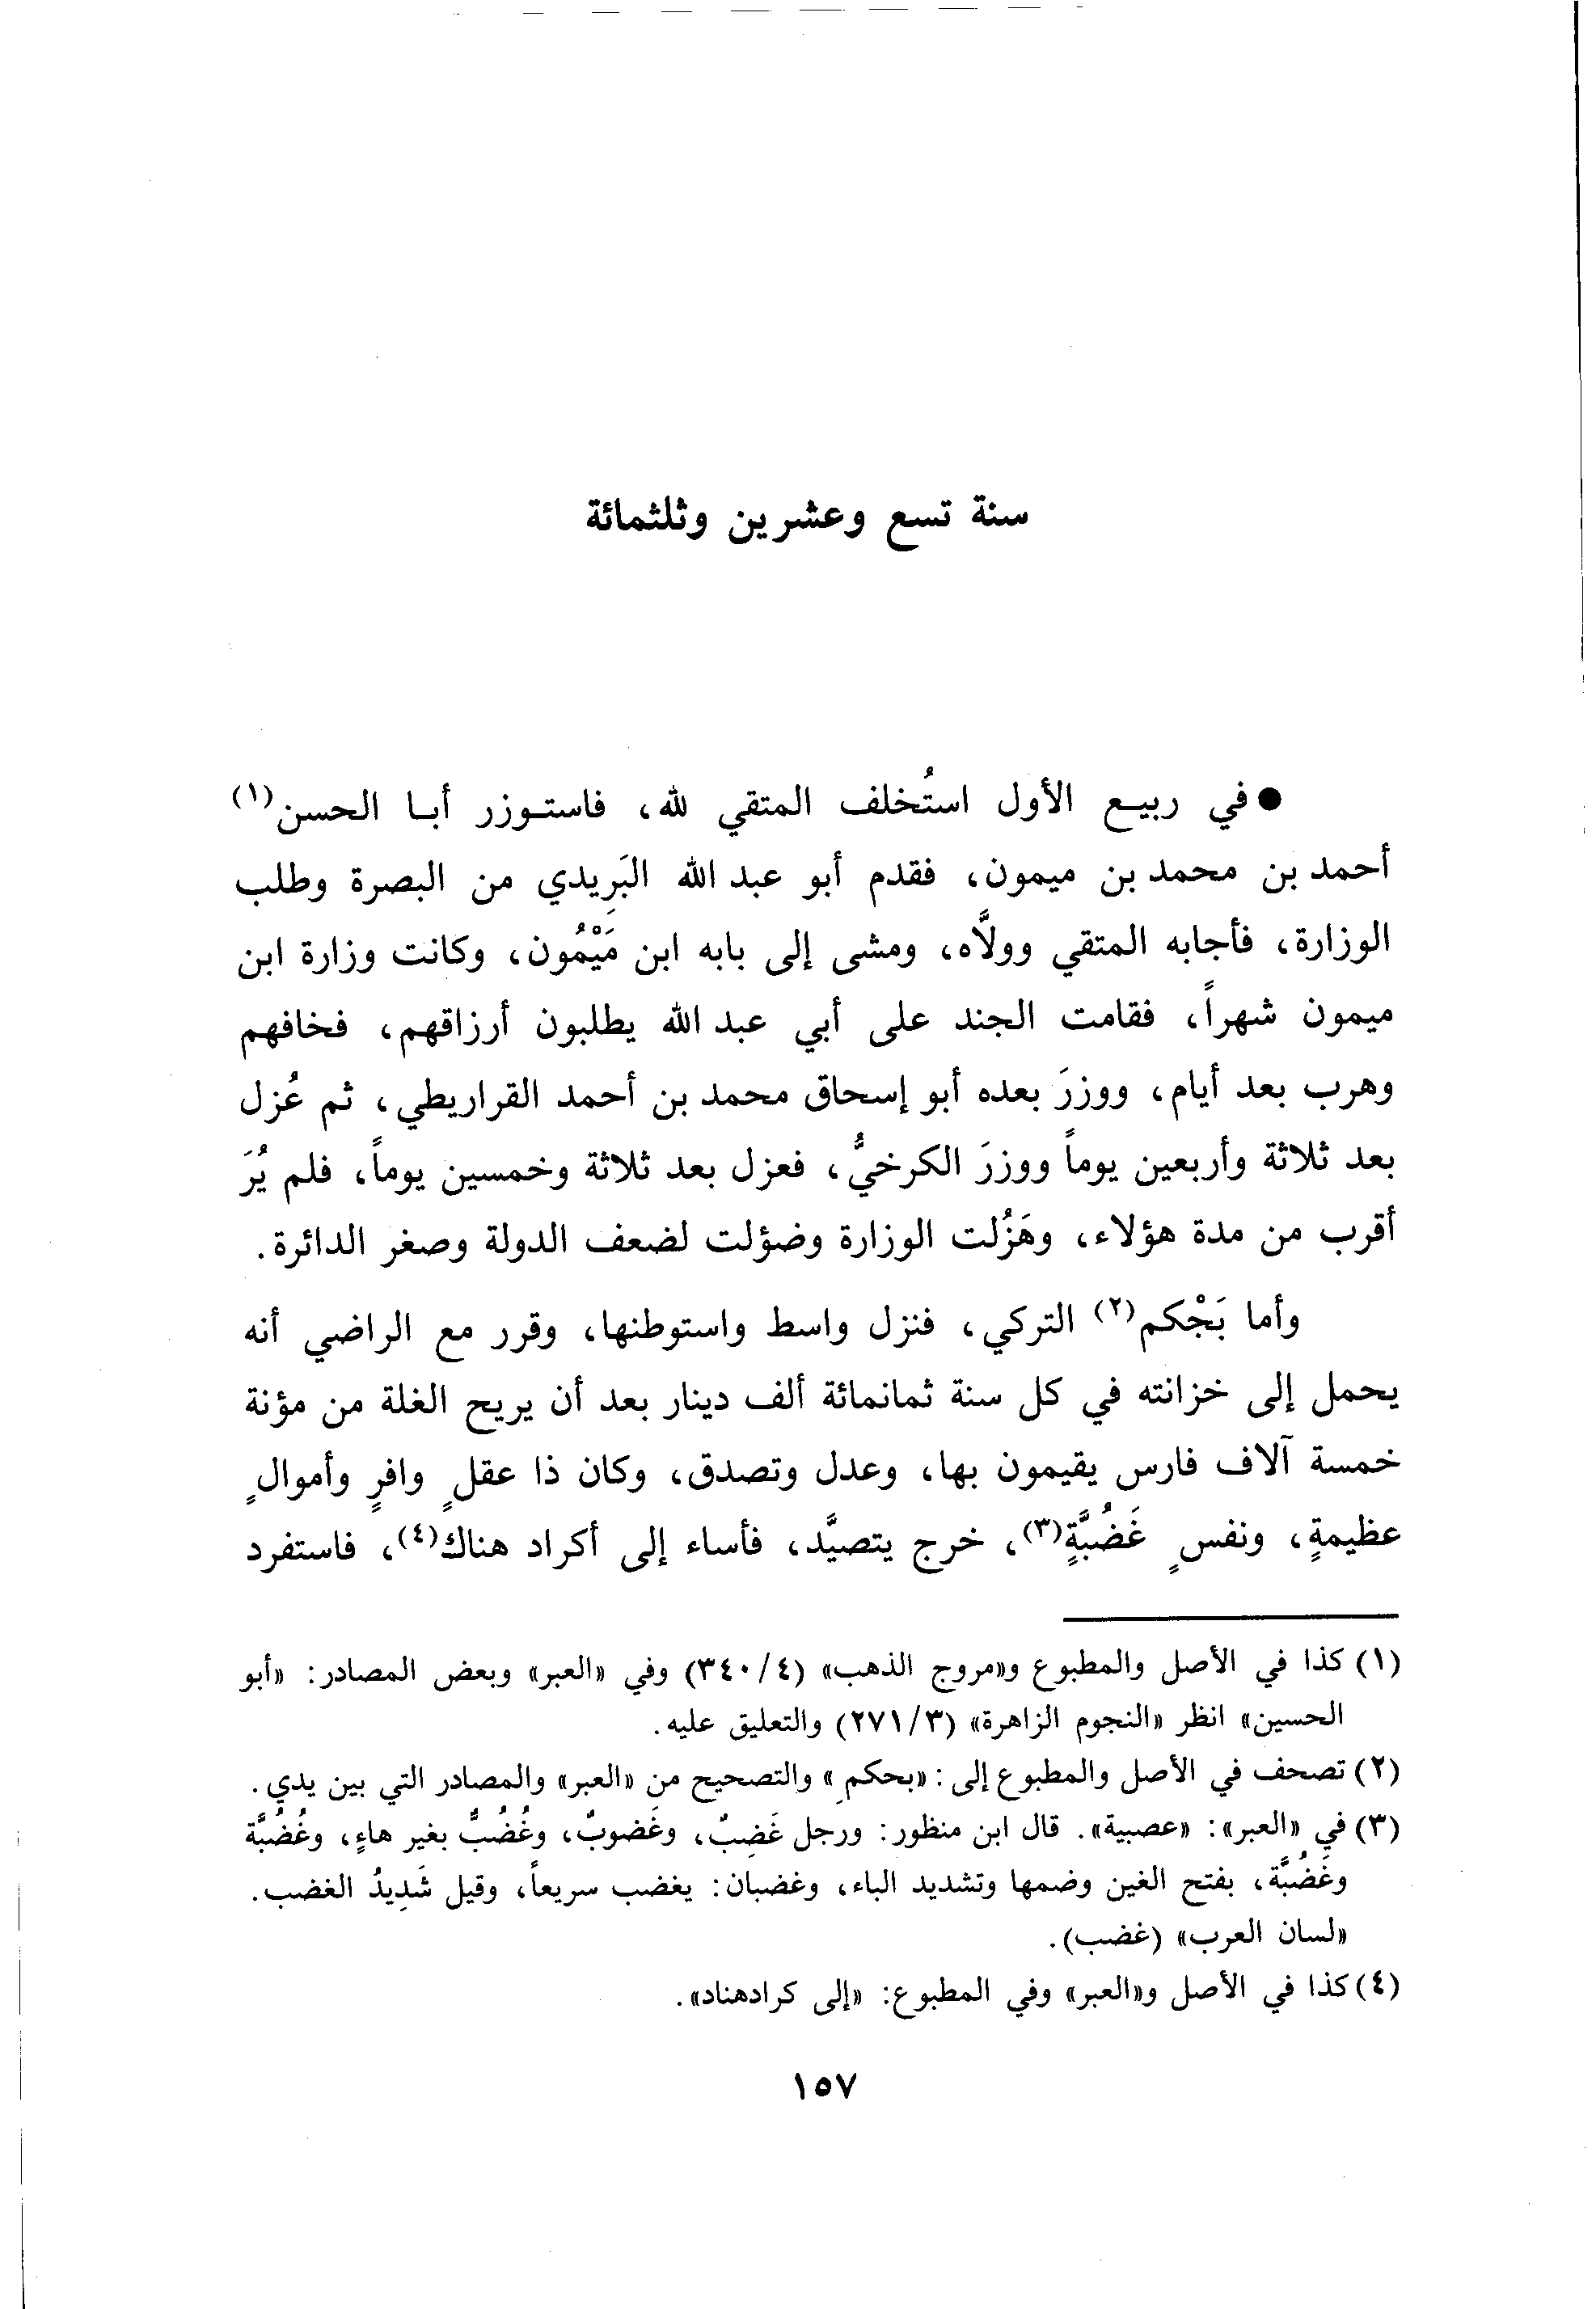 سنة تسع وعشرين وثلثمائة
● في ربيـع الأول استُخلف المتقي لله، فاستـوزر أبـا الحسن(١)
أحمد بن محمد بن ميمون، فقدم أبو عبد الله البَرِيدي من البصرة وطلب
الوزارة، فأجابه المتقي وولَّاه، ومشى إلى بابه ابن مَيْمُون، وكانت وزارة ابن
ميمون شهراً، فقامت الجند على أبي عبد الله يطلبون أرزاقهم، فخافهم
وهرب بعد أيام، ووزرَ بعده أبو إسحاق محمد بن أحمد القراريطي، ثم عُزل
بعد ثلاثة وأربعين يوماً ووزرَ الكرخيُّ، فعزل بعد ثلاثة وخمسين يوماً، فلم يُرَ
أقرب من مدة هؤلاء، وهَزُلت الوزارة وضؤلت لضعف الدولة وصغر الدائرة.
وأما بَجْكم(٢) التركي، فنزل واسط واستوطنها، وقرر مع الراضي أنه
يحمل إلى خزانته في كل سنة ثمانمائة ألف دينار بعد أن يريح الغلة من مؤنة
خمسة آلاف فارس يقيمون بها، وعدل وتصدق، وكان ذا عقلٍ وافرٍ وأموالٍ
عظيمةٍ، ونفسٍ غَضُبَّةٍ(٣)، خرج يتصيَّد، فأساء إلى أكراد هناك(٤)، فاستفرد
(١) كذا في الأصل والمطبوع و«مروج الذهب» (٣٤٠/٤) وفي «العبر» وبعض المصادر: «أبو
الحسين» انظر «النجوم الزاهرة» (٢٧١/٣) والتعليق عليه.
(٢) تصحف في الأصل والمطبوع إلى: «بحكمِ» والتصحيح من «العبر» والمصادر التي بين يدي.
(٣) في «العبر»: «عصبية». قال ابن منظور: ورجل غَضِبٌ، وغَضوبٌ، وغُضُبٌّ بغير هاءٍ، وغُضُبَّة
وغَضُبَّة، بفتح الغين وضمها وتشديد الباء، وغضبان: يغضب سريعاً، وقيل شَدِيدُ الغضب.
«لسان العرب» (غضب).
(٤) كذا في الأصل و«العبر» وفي المطبوع: «إلى كرادهناد».
١٥٧